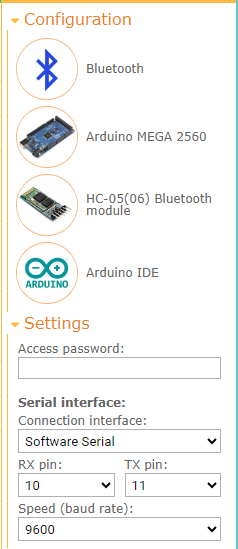 Configuration
Bluetooth
Arduino MEGA 2560
HC-05(06) Bluetooth
module
ARDUINO
Arduino IDE
Settings
Access password:
Serial interface:
Connection interface:
Software Serial
RX pin: TX pin:
10 11
Speed (baud rate):
9600